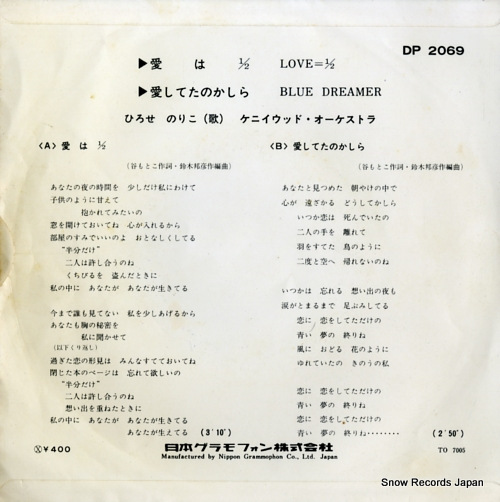 DP 2069
▶愛は ½ LOVE=½
▶愛してたのかしら BLUE DREAMER
ひろせ のりこ(歌) ケニイウッド・オーケストラ
〈A〉愛は ½
(谷もとこ作詞・鈴木邦彦作編曲)
あなたの夜の時間を 少しだけ私にわけて
子供のように甘えて
抱かれてみたいの
窓を開けておいてね 心が入れるから
部屋のすみでいいのよ おとなしくしてる
"半分だけ"
二人は許し合うのね
くちびるを 盗んだときに
私の中に あなたが あなたが生きてる
今まで誰も見てない 私を少しあげるから
あなたも胸の秘密を
私に聞かせて
(以下くり返し)
過ぎた恋の形見は みんなすてておいてね
閉じた本のページは 忘れて欲しいの
"半分だけ"
二人は許し合うのね
想い出を重ねたときに
私の中に あなたが あなたが生きてる
あなたが生えてる (3'10")
〈B〉愛してたのかしら
(谷もとこ作詞・鈴木邦彦作編曲)
あなたと見つめた 朝やけの中で
心が 遠ざかる どうしてかしら
いつか恋は 死んでいたの
二人の手を 離れて
羽をすてた 鳥のように
二度と空へ 帰れないのね
いつかは 忘れる 想い出の夜も
涙がとまるまで 足ぶみしてる
恋に 恋をしてただけの
青い 夢の 終りね
風に おどる 花のように
ゆれていたの きのうの私
恋に 恋をしてただけの
青い 夢の 終りね
恋に 恋をしてただけの
青い 夢の 終りね‥‥‥‥ (2'50")
Ⓧ¥400
日本グラモフォン株式会社
Manufactured by Nippon Grammophon Co., Ltd. Japan
TO 7005
Snow Records Japan